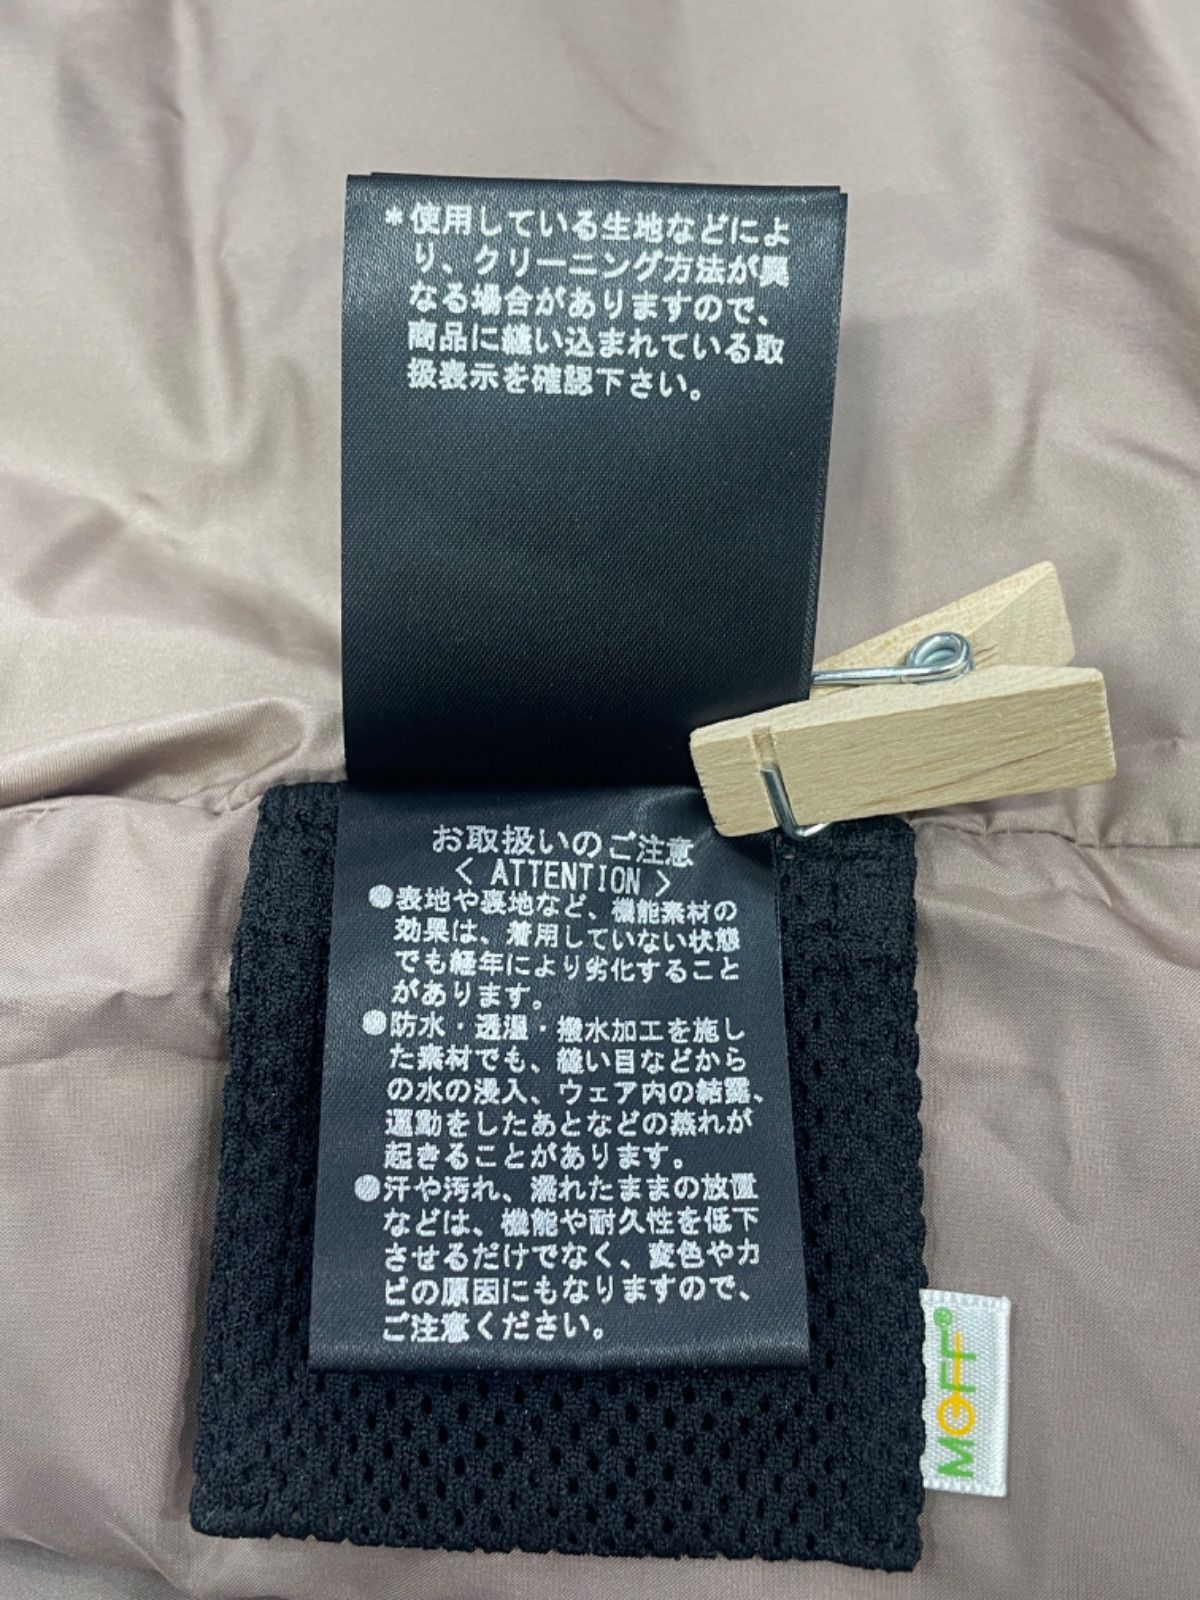 *使用している生地などによ
り、クリーニング方法が異
なる場合がありますので、
商品に縫い込まれている取
扱表示を確認下さい。
お取扱いのご注意
< ATTENTION >
●表地や裏地など、機能素材の
効果は、着用していない状態
でも経年により劣化すること
があります。
●防水・透湿・撥水加工を施し
た素材でも、縫い目などから
の水の浸入、ウェア内の結露、
運動をしたあとなどの蒸れが
起きることがあります。
●汗や汚れ、濡れたままの放置
などは、機能や耐久性を低下
させるだけでなく、変色やカ
ビの原因にもなりますので、
ご注意ください。
MOFF®